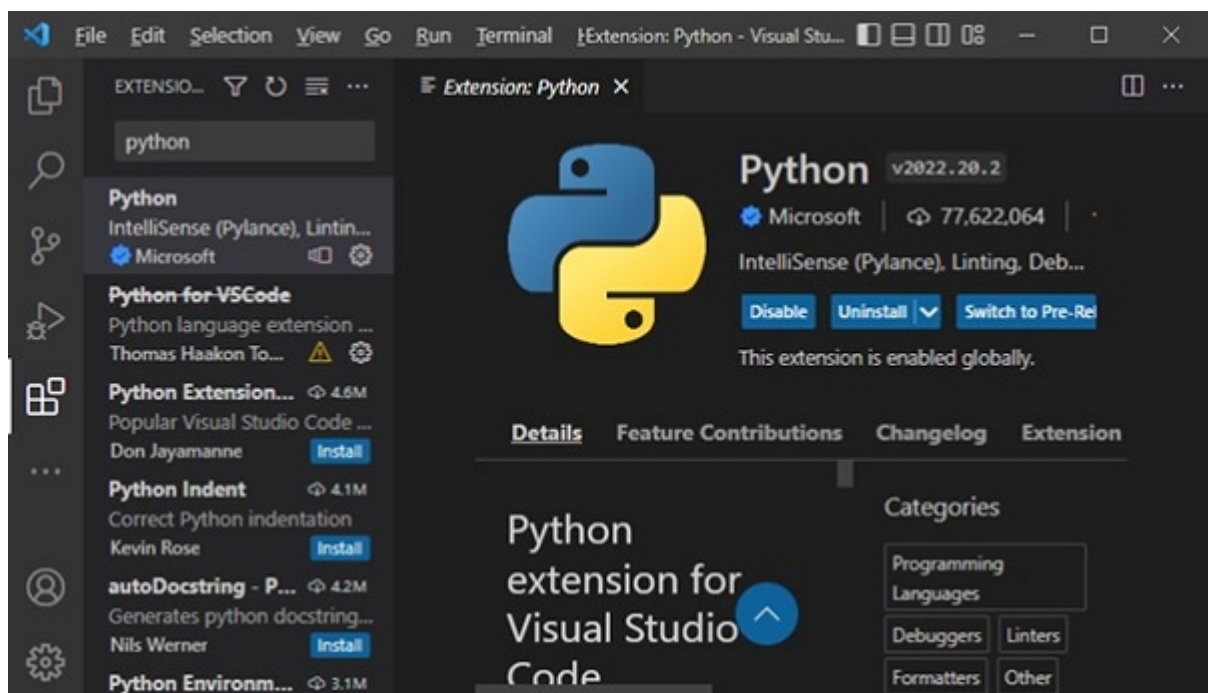 File Edit Selection View Go Run Terminal Extension: Python - Visual Stu...
EXTENSIO...
Extension: Python
python
Python
IntelliSense (Pylance), Lintin...
Microsoft
Python for VSCode
Python language extension ...
Thomas Haakon To...
Python Extension... 4.6M
Popular Visual Studio Code ...
Don Jayamanne Install
Python Indent 4.1M
Correct Python indentation
Kevin Rose Install
autoDocstring - P... 4.2M
Generates python docstring...
Nils Werner Install
Python Environm... 3.1M
Python v2022.20.2
Microsoft 77,622,064
IntelliSense (Pylance), Linting, Deb...
Disable Uninstall Switch to Pre-Rel
This extension is enabled globally.
Details Feature Contributions Changelog Extension
Python
extension for
Visual Studio
Code
Categories
Programming
Languages
Debuggers Linters
Formatters Other